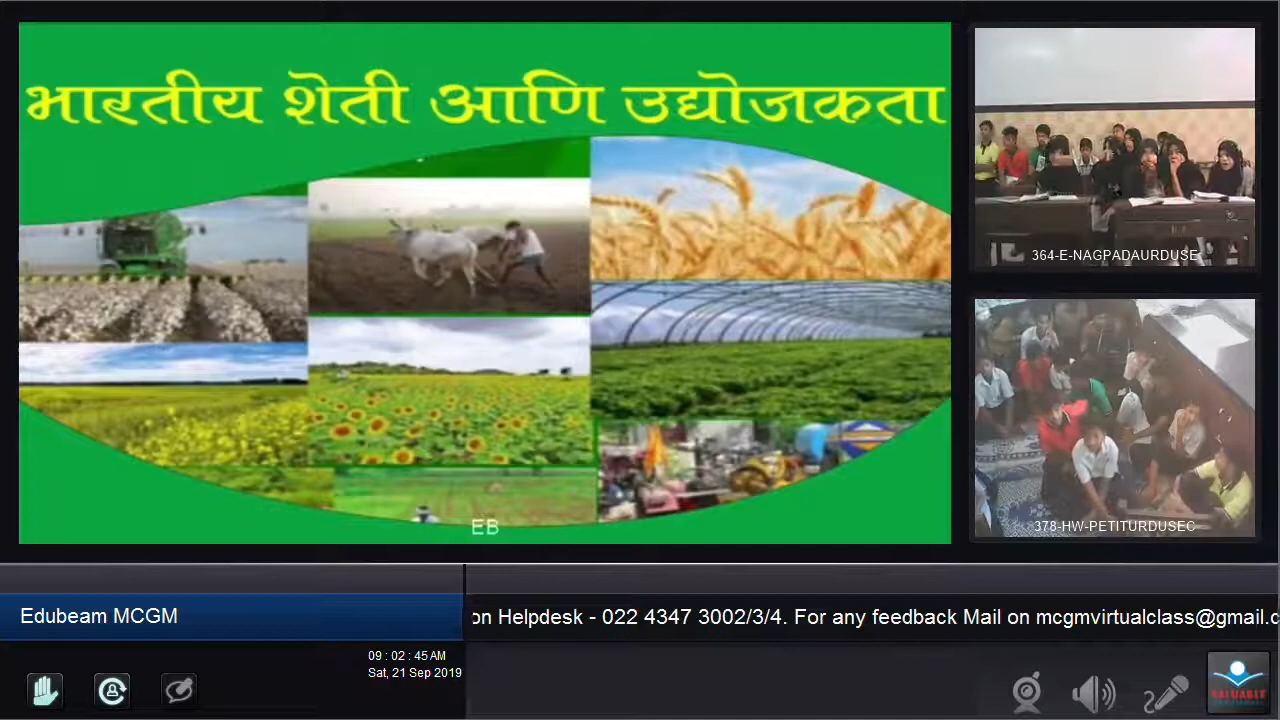 भारतीय शेती आणि उद्योजकता
EB
364-E-NAGPADAURDUSE
378-HW-PETITURDUSEC
Edubeam MCGM
on Helpdesk - 022 4347 3002/3/4. For any feedback Mail on mcgmvirtualclass@gmail.c
09 : 02 : 45 AM
Sat, 21 Sep 2019
VALUABLE